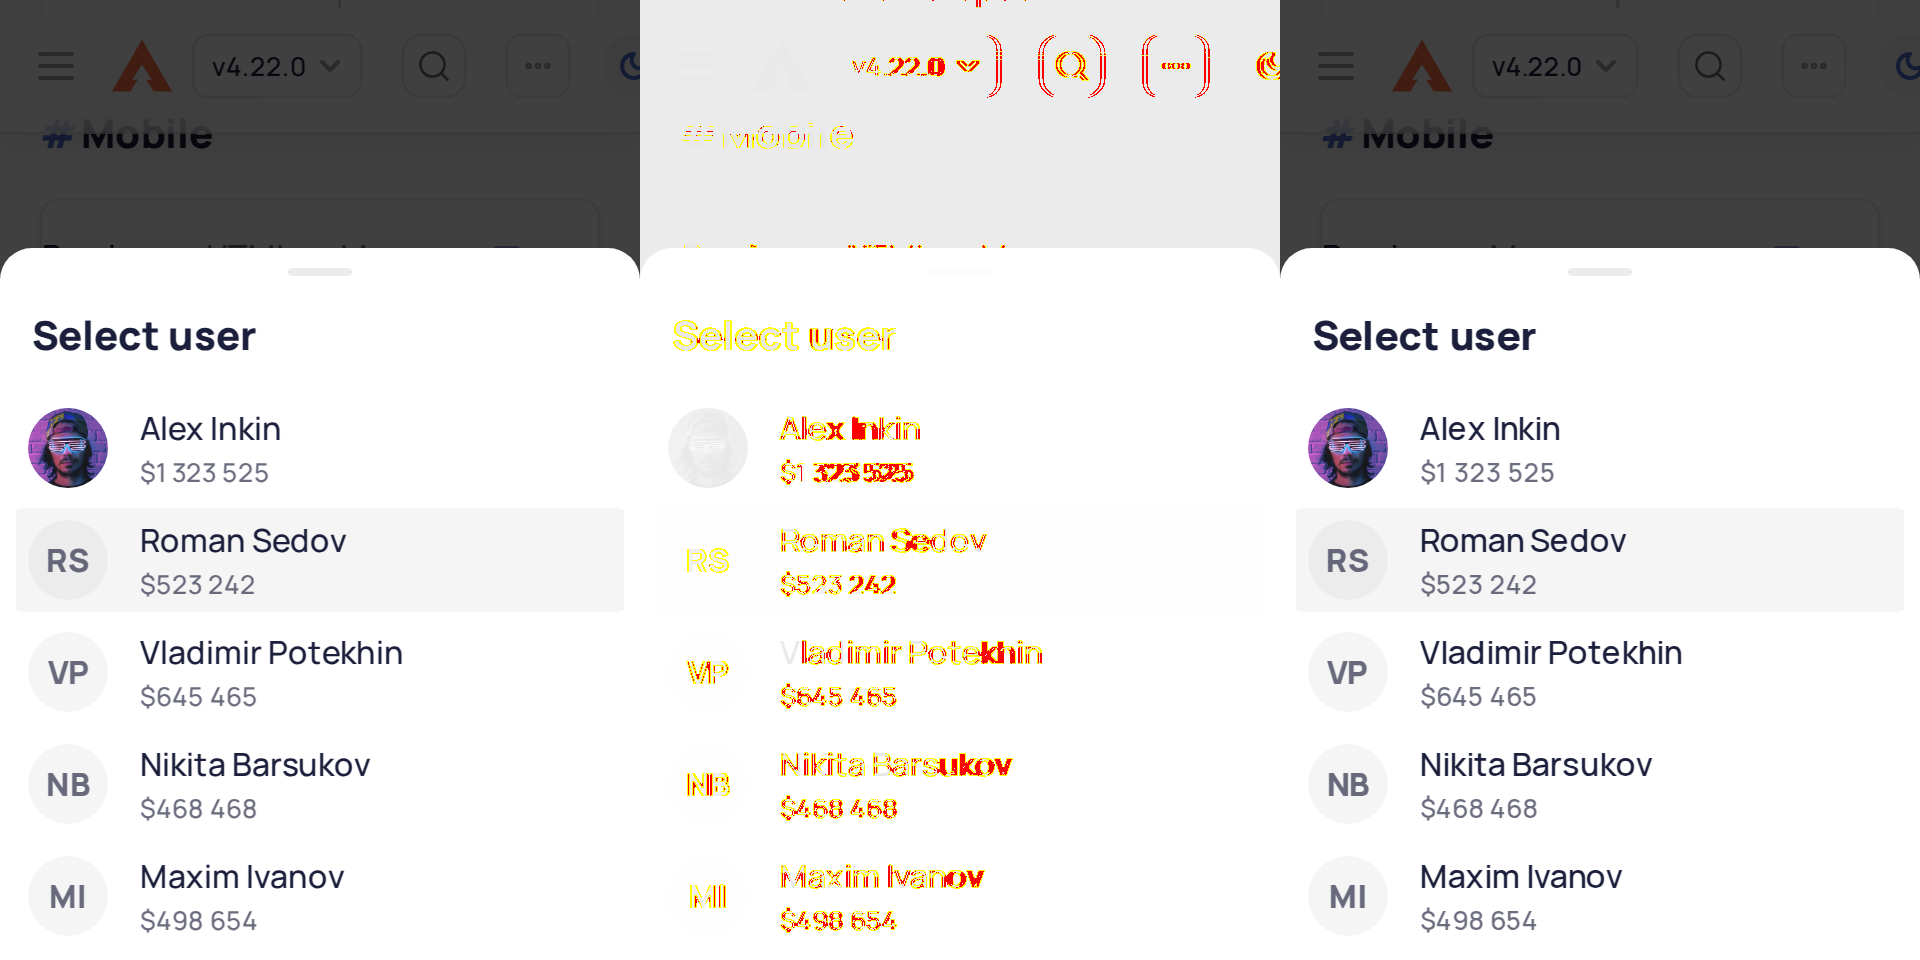 v4.22.0
# Mobile
Select user
Alex Inkin
$1 323 525
RS
Roman Sedov
$523 242
VP
Vladimir Potekhin
$645 465
NB
Nikita Barsukov
$468 468
MI
Maxim Ivanov
$498 654
v4.22.0
Select user
Alex Inkin
$1 323 525
RS
Roman Sedov
$523 242
VP
Vladimir Potekhin
$645 465
NB
Nikita Barsukov
$468 468
MI
Maxim Ivanov
$498 654
v4.22.0
# Mobile
Select user
Alex Inkin
$1 323 525
RS
Roman Sedov
$523 242
VP
Vladimir Potekhin
$645 465
NB
Nikita Barsukov
$468 468
MI
Maxim Ivanov
$498 654